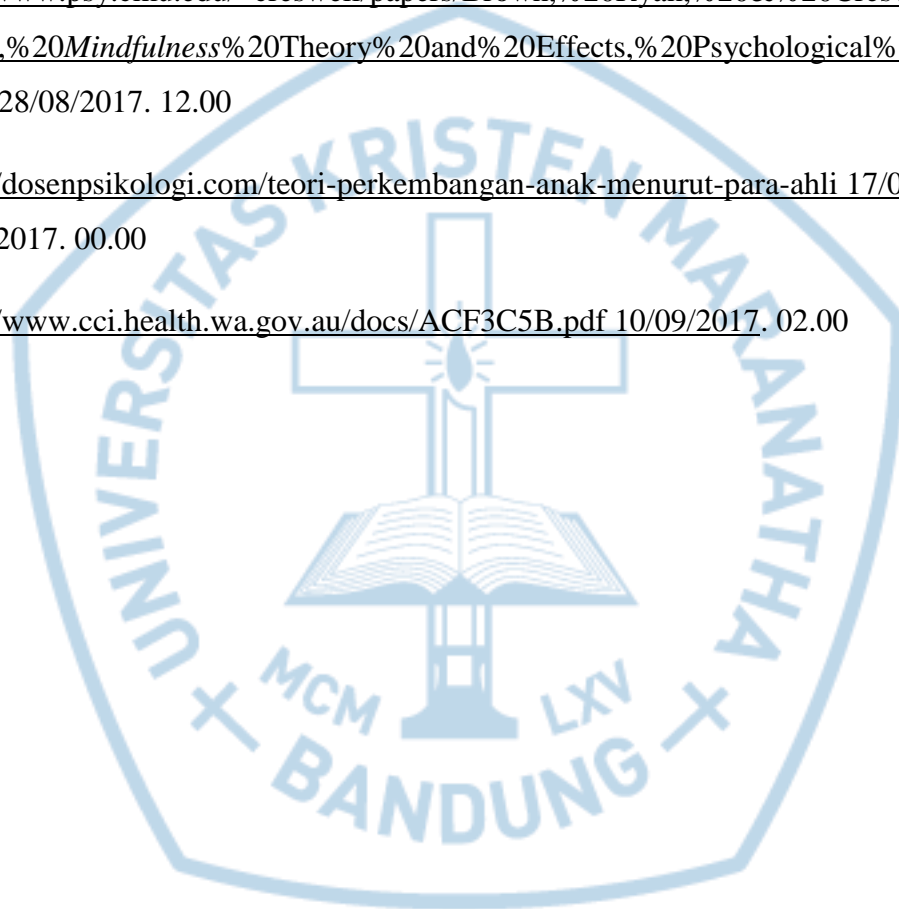 ,%20Mindfulness%20Theory%20and%20Effects,%20Psychological%
28/08/2017. 12.00
/dosenpsikologi.com/teori-perkembangan-anak-menurut-para-ahli 17/0
2017. 00.00
/www.cci.health.wa.gov.au/docs/ACF3C5B.pdf 10/09/2017. 02.00
UNIVERSITAS KRISTEN MARANATHA
MCM LXV
BANDUNG